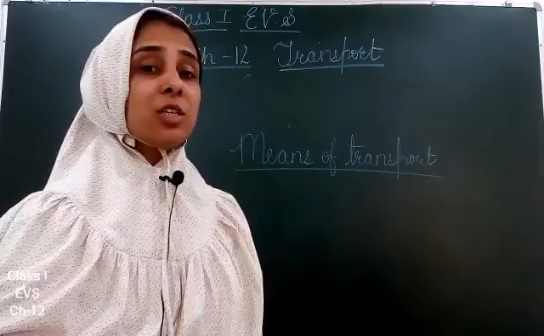 Class I EVS
Ch-12 Transport
Means of transport
Class I
EVS
Ch-12